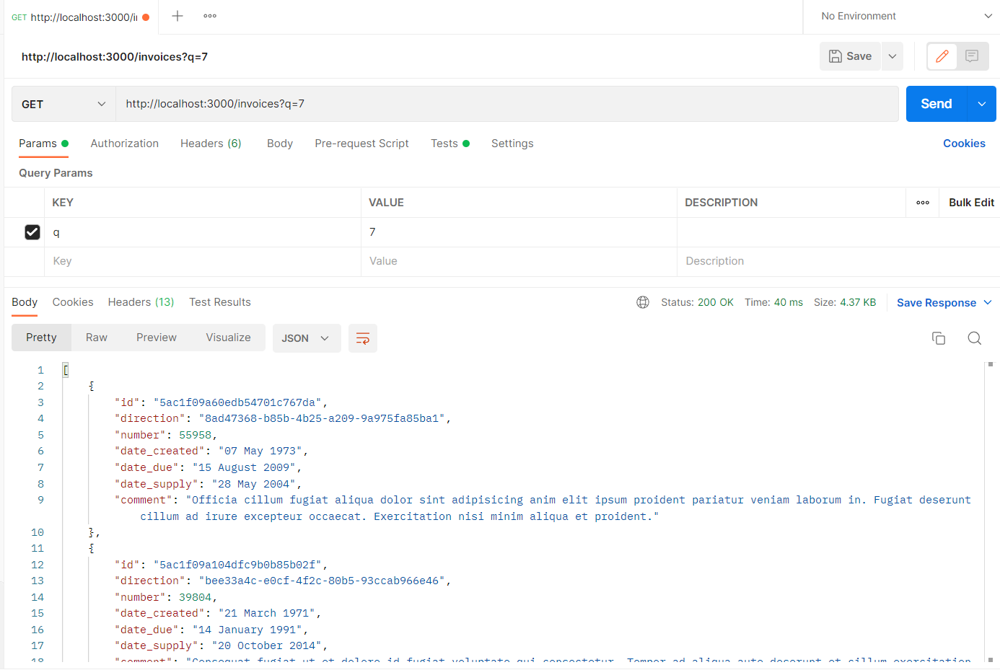 GET http://localhost:3000/i
No Environment
http://localhost:3000/invoices?q=7
Save
GET http://localhost:3000/invoices?q=7
Send
Params Authorization Headers (6) Body Pre-request Script Tests Settings Cookies
Query Params
KEY VALUE DESCRIPTION ooo Bulk Edit
q 7
Key Value Description
Body Cookies Headers (13) Test Results Status: 200 OK Time: 40 ms Size: 4.37 KB Save Response
Pretty Raw Preview Visualize JSON
1 [
2 {
3 "id": "5ac1f09a60edb54701c767da",
4 "direction": "8ad47368-b85b-4b25-a209-9a975fa85ba1",
5 "number": 55958,
6 "date_created": "07 May 1973",
7 "date_due": "15 August 2009",
8 "date_supply": "28 May 2004",
9 "comment": "Officia cillum fugiat aliqua dolor sint adipisicing anim elit ipsum proident pariatur veniam laborum in. Fugiat deserunt
cillum ad irure excepteur occaecat. Exercitation nisi minim aliqua et proident."
10 },
11 {
12 "id": "5ac1f09a104dfc9b0b85b02f",
13 "direction": "bee33a4c-e0cf-4f2c-80b5-93ccab966e46",
14 "number": 39804,
15 "date_created": "21 March 1971",
16 "date_due": "14 January 1991",
17 "date_supply": "20 October 2014",
18 "comment": "Consequat fugiat ut et dolore id fugiat voluptate qui consectetur. Tempor ad aliqua aute deserunt et cillum exercitation